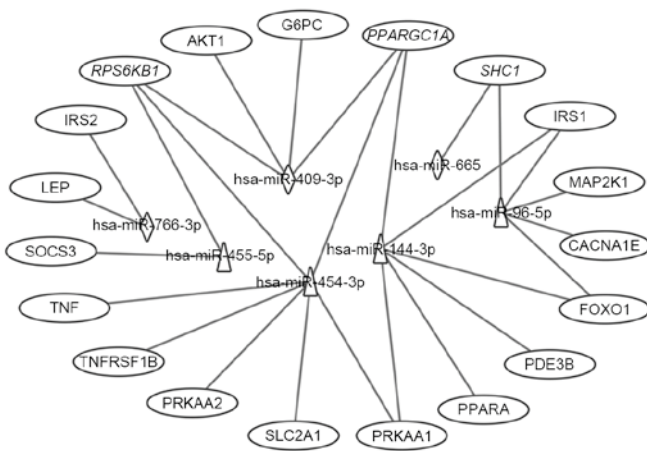 G6PC
AKT1
PPARGC1A
RPS6KB1
SHC1
IRS2
IRS1
hsa-miR-665
hsa-miR-409-3p
MAP2K1
LEP
hsa-miR-96-5p
hsa-miR-766-3p
CACNA1E
SOCS3
hsa-miR-455-5p
hsa-miR-144-3p
hsa-miR-454-3p
TNF
FOXO1
TNFRSF1B
PDE3B
PRKAA2
PPARA
SLC2A1
PRKAA1